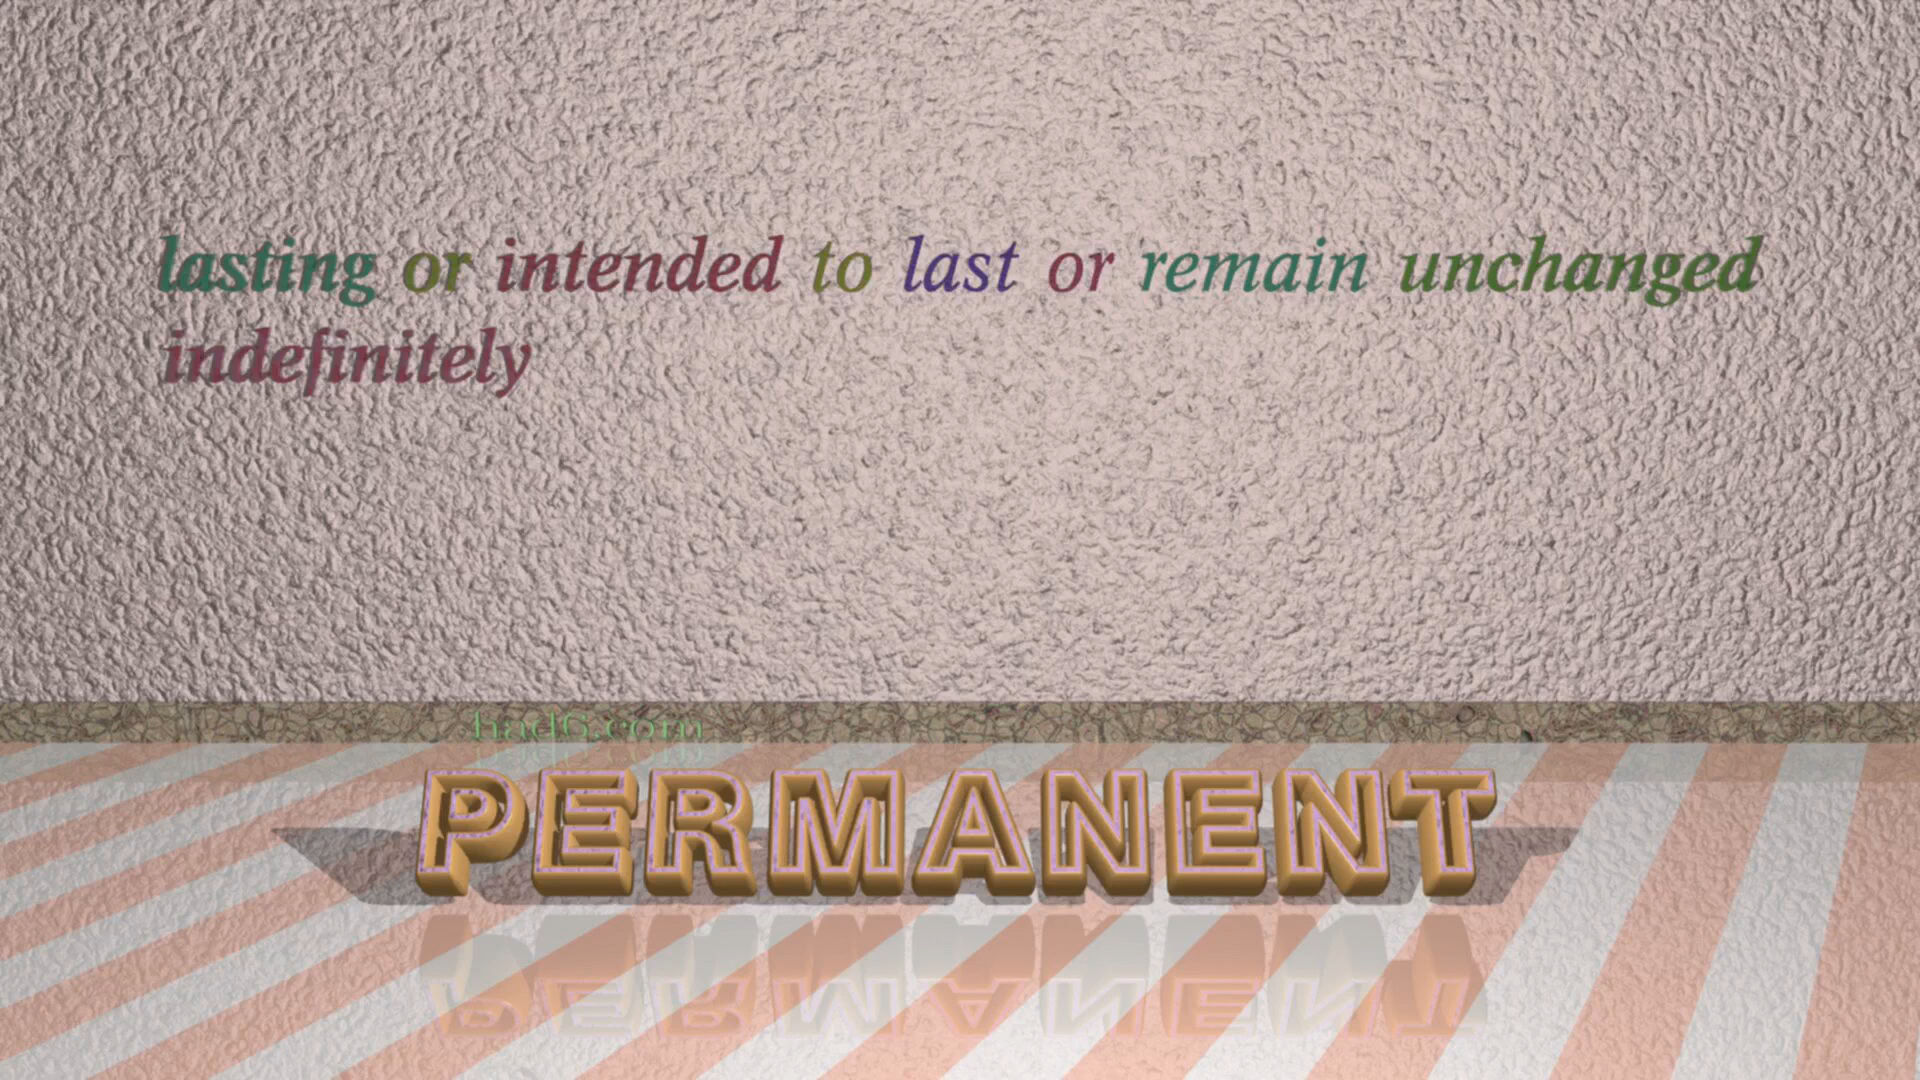 lasting or intended to last or remain unchanged
indefinitely
had6.com
PERMANENT